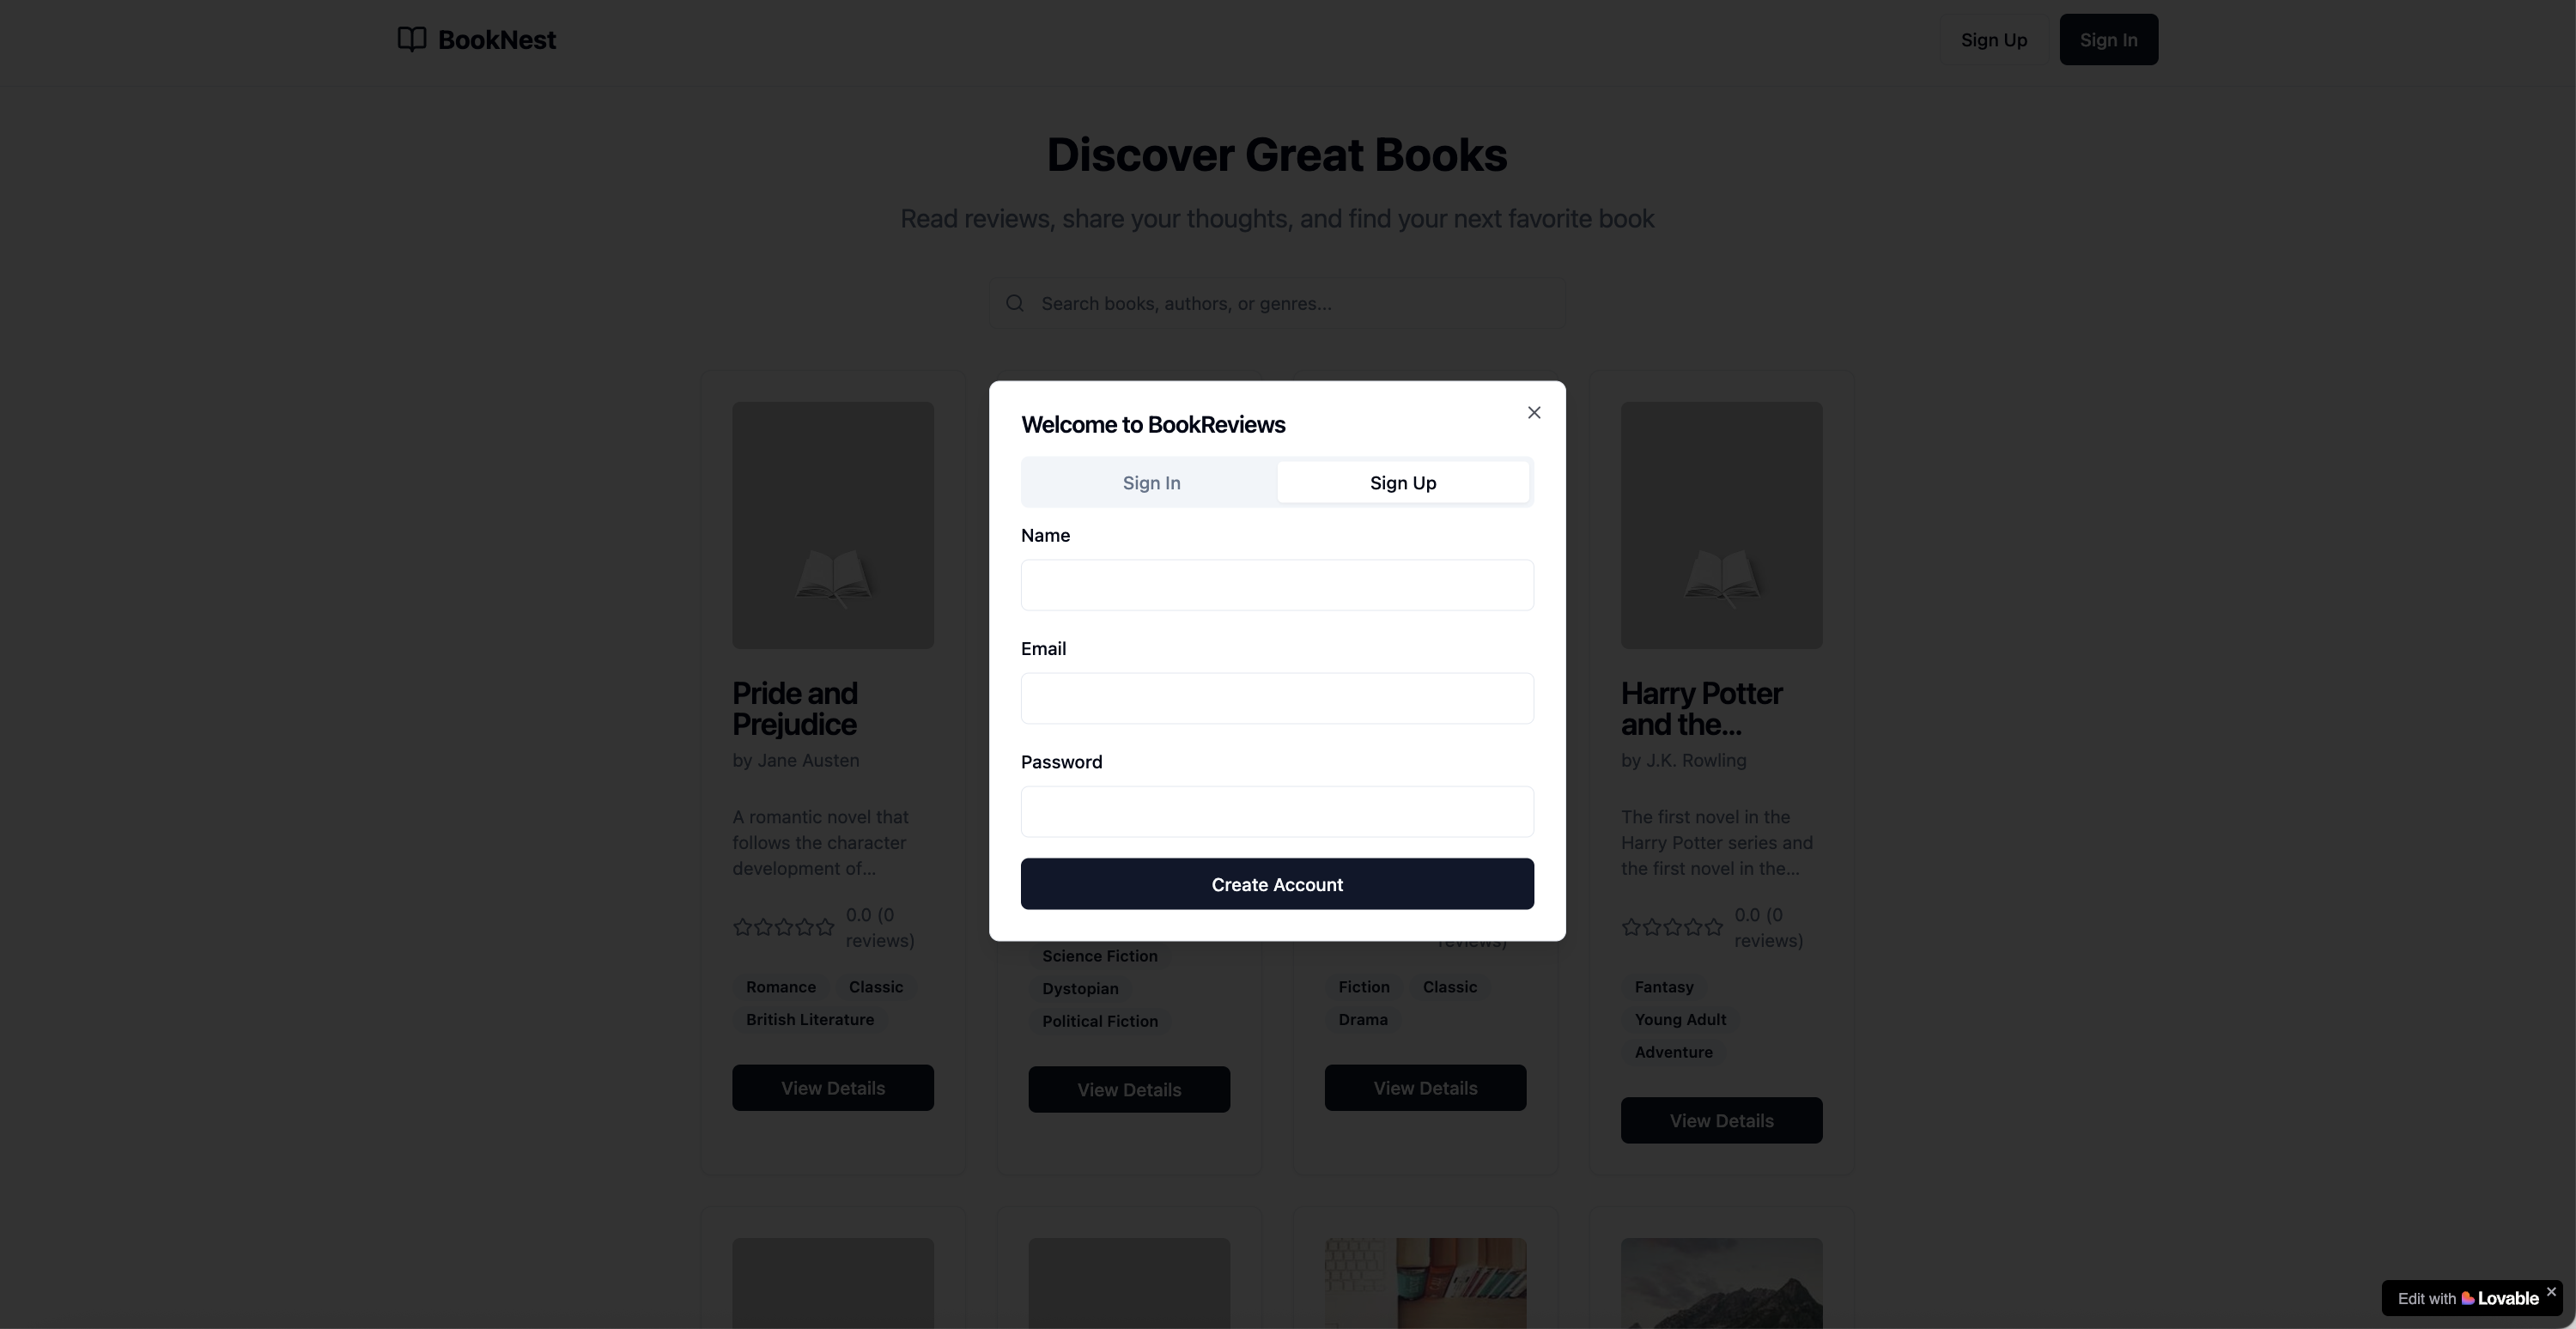 BookNest
Sign Up
Sign In
Discover Great Books
Read reviews, share your thoughts, and find your next favorite book
Search books, authors, or genres...
Welcome to BookReviews
Sign In
Sign Up
Name
Email
Password
Create Account
Pride and
Prejudice
by Jane Austen
A romantic novel that
follows the character
development of...
0.0 (0
reviews)
Romance
Classic
British Literature
View Details
Science Fiction
Dystopian
Political Fiction
View Details
reviews)
Fiction
Classic
Drama
View Details
Harry Potter
and the...
by J.K. Rowling
The first novel in the
Harry Potter series and
the first novel in the...
0.0 (0
reviews)
Fantasy
Young Adult
Adventure
View Details
Edit with Lovable